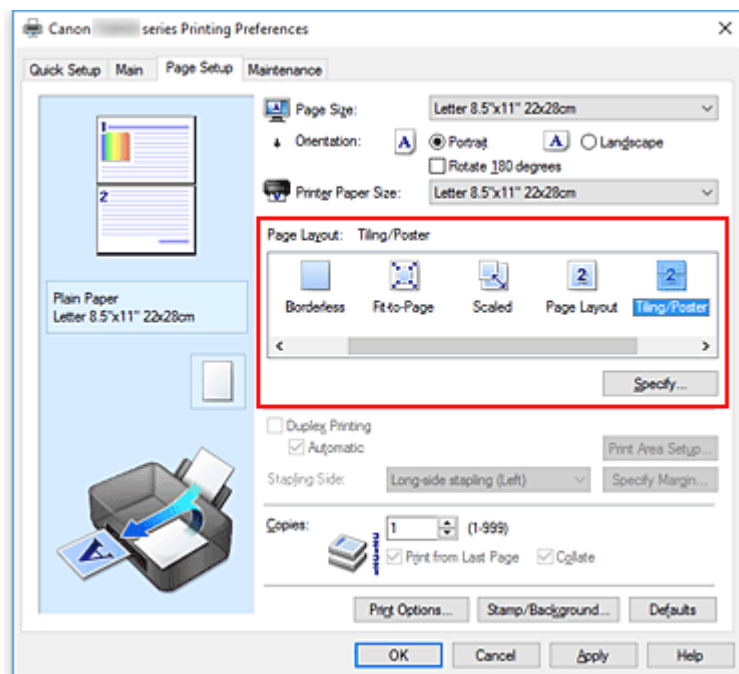 Canon series Printing Preferences
Quick Setup Main Page Setup Maintenance
1
2
Plain Paper
Letter 8.5"x11" 22x28cm
Page Size: Letter 8.5"x11" 22x28cm
Orientation: A Portrait A Landscape
Rotate 180 degrees
Printer Paper Size: Letter 8.5"x11" 22x28cm
Page Layout: Tiling/Poster
2 2
Borderless Fit-to-Page Scaled Page Layout Tiling/Poster
Specify...
Duplex Printing
Automatic Print Area Setup...
Stapling Side: Long-side stapling (Left) Specify Margin...
Copies: 1 (1-999)
Print from Last Page Collate
A
Print Options... Stamp/Background... Defaults
OK Cancel Apply Help